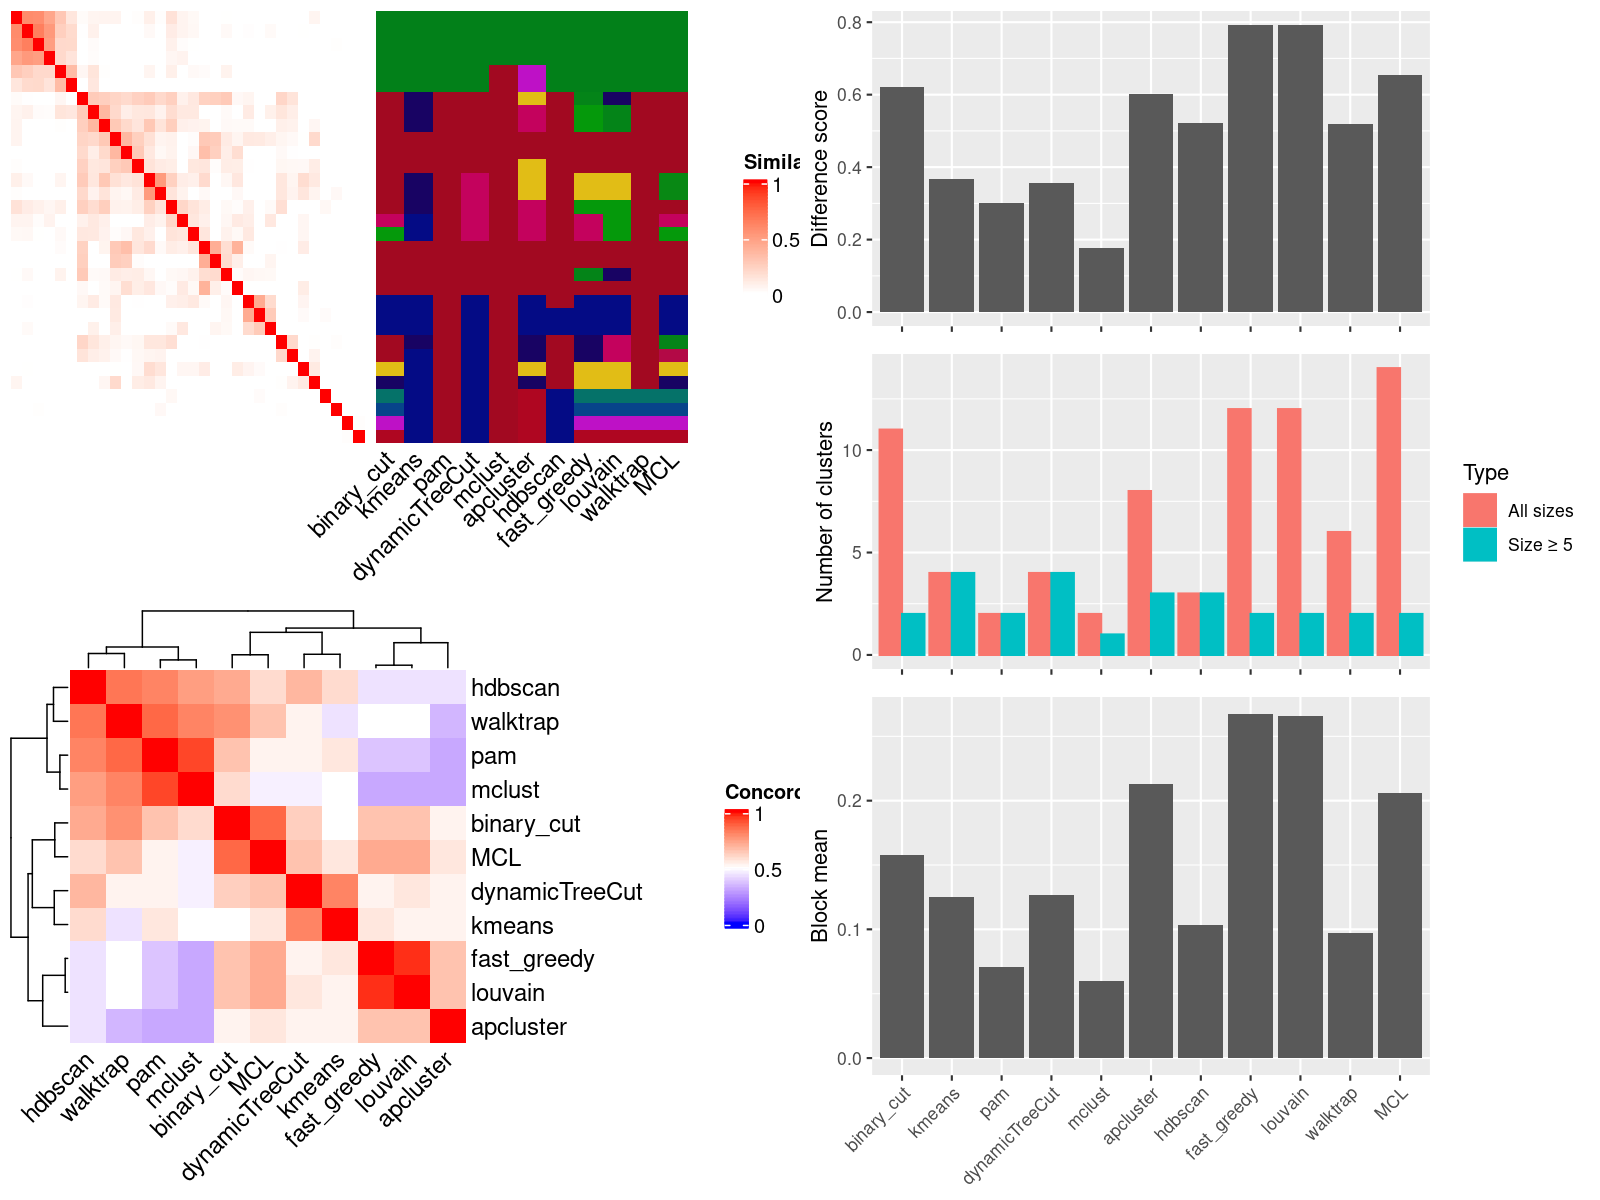 Simila
1
0.5
0
binary_cut
kmeans
pam
dynamicTreeCut
mclust
apcluster
hdbscan
fast_greedy
louvain
walktrap
MCL
hdbscan
walktrap
pam
mclust
binary_cut
MCL
dynamicTreeCut
kmeans
fast_greedy
louvain
apcluster
hdbscan
walktrap
pam
mclust
binary_cut
MCL
dynamicTreeCut
kmeans
fast_greedy
louvain
apcluster
Concord
1
0.5
0
Difference score
0.8
0.6
0.4
0.2
0.0
Number of clusters
10
5
0
Type
All sizes
Size ≥ 5
Block mean
0.2
0.1
0.0
binary_cut
kmeans
pam
dynamicTreeCut
mclust
apcluster
hdbscan
fast_greedy
louvain
walktrap
MCL